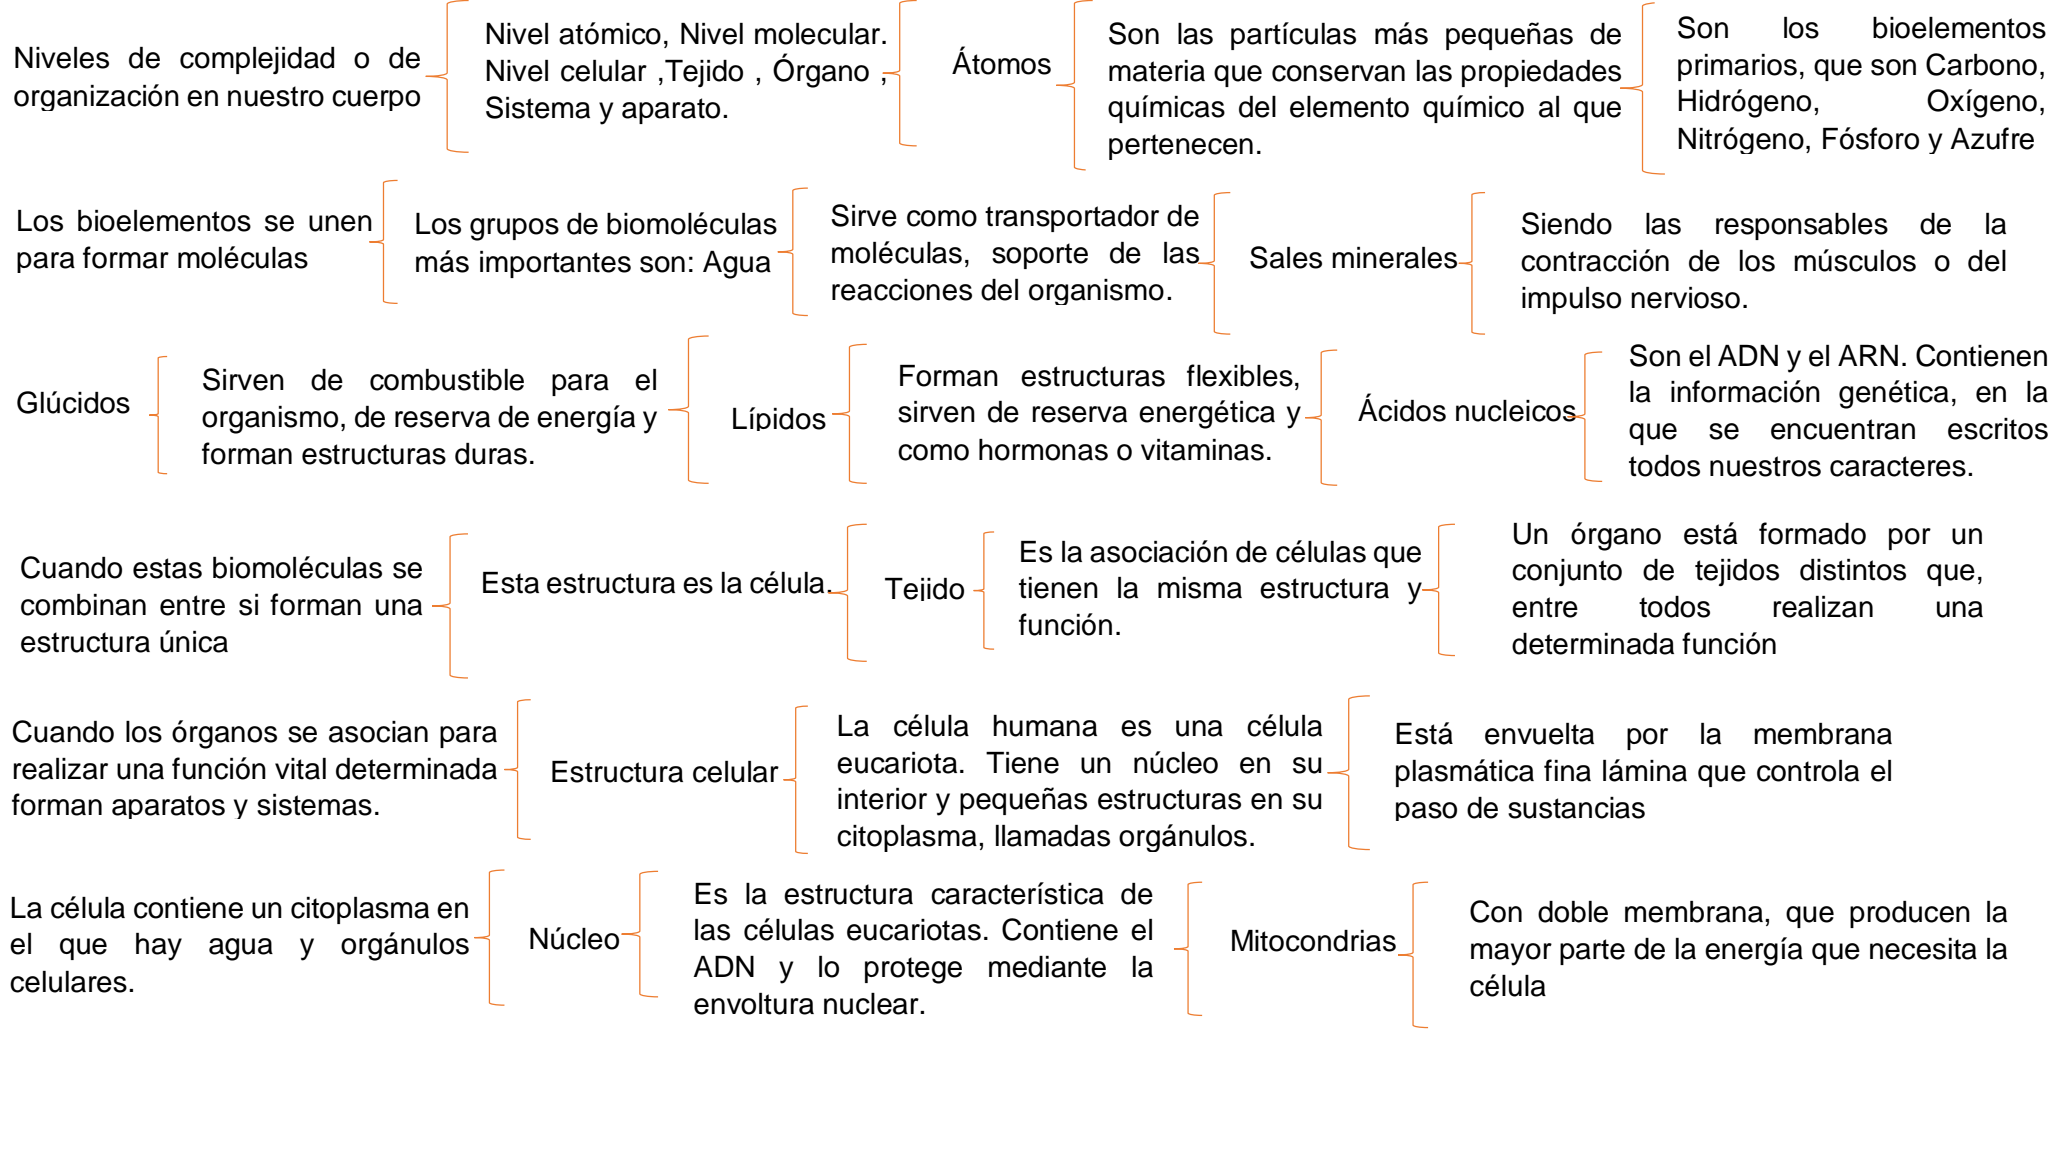 Niveles de complejidad o de
organización en nuestro cuerpo
Nivel atómico, Nivel molecular.
Nivel celular ,Tejido , Órgano ,
Sistema y aparato.
Átomos
Son las partículas más pequeñas de
materia que conservan las propiedades
químicas del elemento químico al que
pertenecen.
Son los bioelementos
primarios, que son Carbono,
Hidrógeno, Oxígeno,
Nitrógeno, Fósforo y Azufre
Los bioelementos se unen
para formar moléculas
Los grupos de biomoléculas
más importantes son: Agua
Sirve como transportador de
moléculas, soporte de las
reacciones del organismo.
Sales minerales
Siendo las responsables de la
contracción de los músculos o del
impulso nervioso.
Glúcidos
Sirven de combustible para el
organismo, de reserva de energía y
forman estructuras duras.
Lípidos
Forman estructuras flexibles,
sirven de reserva energética y
como hormonas o vitaminas.
Ácidos nucleicos
Son el ADN y el ARN. Contienen
la información genética, en la
que se encuentran escritos
todos nuestros caracteres.
Cuando estas biomoléculas se
combinan entre si forman una
estructura única
Esta estructura es la célula.
Tejido
Es la asociación de células que
tienen la misma estructura y
función.
Un órgano está formado por un
conjunto de tejidos distintos que,
entre todos realizan una
determinada función
Cuando los órganos se asocian para
realizar una función vital determinada
forman aparatos y sistemas.
Estructura celular
La célula humana es una célula
eucariota. Tiene un núcleo en su
interior y pequeñas estructuras en su
citoplasma, llamadas orgánulos.
Está envuelta por la membrana
plasmática fina lámina que controla el
paso de sustancias
La célula contiene un citoplasma en
el que hay agua y orgánulos
celulares.
Núcleo
Es la estructura característica de
las células eucariotas. Contiene el
ADN y lo protege mediante la
envoltura nuclear.
Mitocondrias
Con doble membrana, que producen la
mayor parte de la energía que necesita la
célula